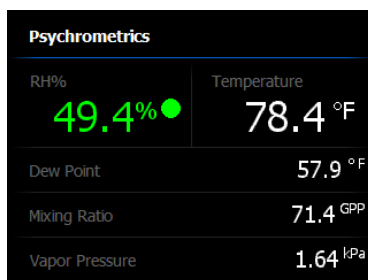 Psychrometrics
RH% Temperature
49.4% 78.4 °F
Dew Point 57.9 °F
Mixing Ratio 71.4 GPP
Vapor Pressure 1.64 kPa